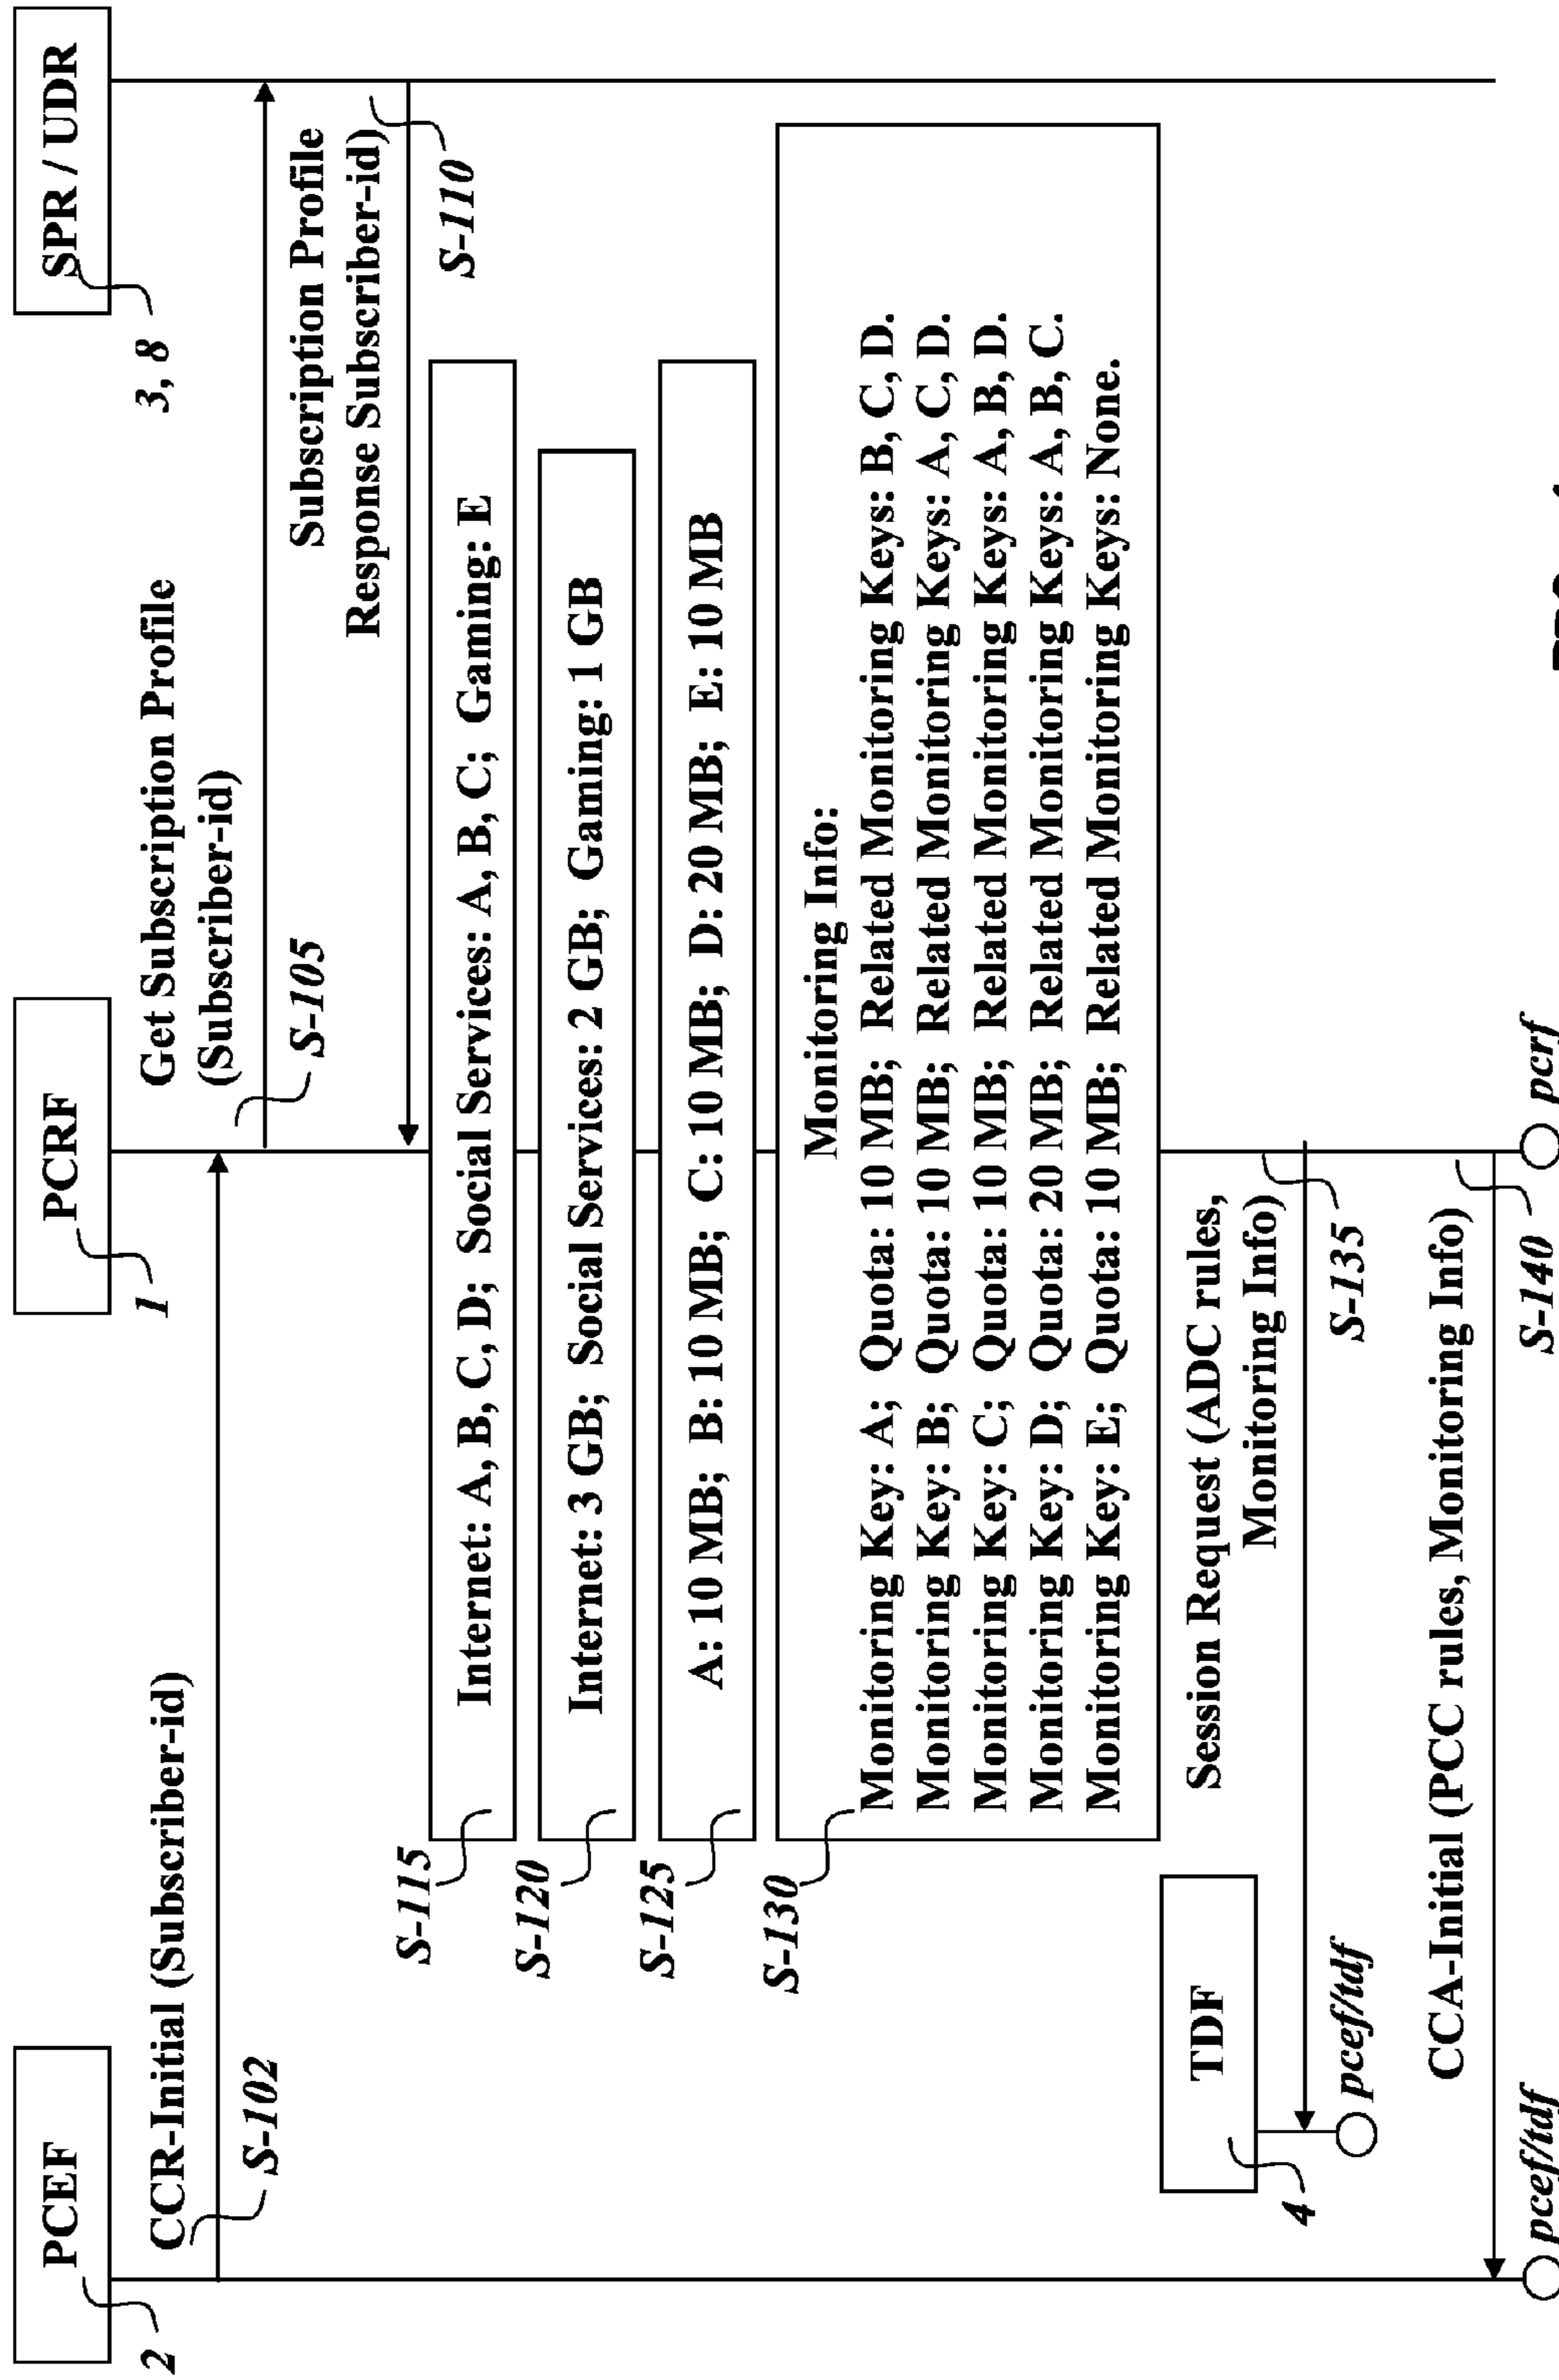 PCEF
PCRF
SPR / UDR
2
1
3, 8
CCR-Initial (Subscriber-id)
S-102
Get Subscription Profile
(Subscriber-id)
S-105
Subscription Profile
Response Subscriber-id)
S-110
S-115
Internet: A, B, C, D; Social Services: A, B, C; Gaming: E
S-120
Internet: 3 GB; Social Services: 2 GB; Gaming: 1 GB
S-125
A: 10 MB; B: 10 MB; C: 10 MB; D: 20 MB; E: 10 MB
S-130
Monitoring Info:
Monitoring Key: A; Quota: 10 MB; Related Monitoring Keys: B, C, D.
Monitoring Key: B; Quota: 10 MB; Related Monitoring Keys: A, C, D.
Monitoring Key: C; Quota: 10 MB; Related Monitoring Keys: A, B, D.
Monitoring Key: D; Quota: 20 MB; Related Monitoring Keys: A, B, C.
Monitoring Key: E; Quota: 10 MB; Related Monitoring Keys: None.
TDF
4
Session Request (ADC rules,
Monitoring Info)
S-135
pcef/tdf
CCA-Initial (PCC rules, Monitoring Info)
S-140
pcef/tdf
pcrf